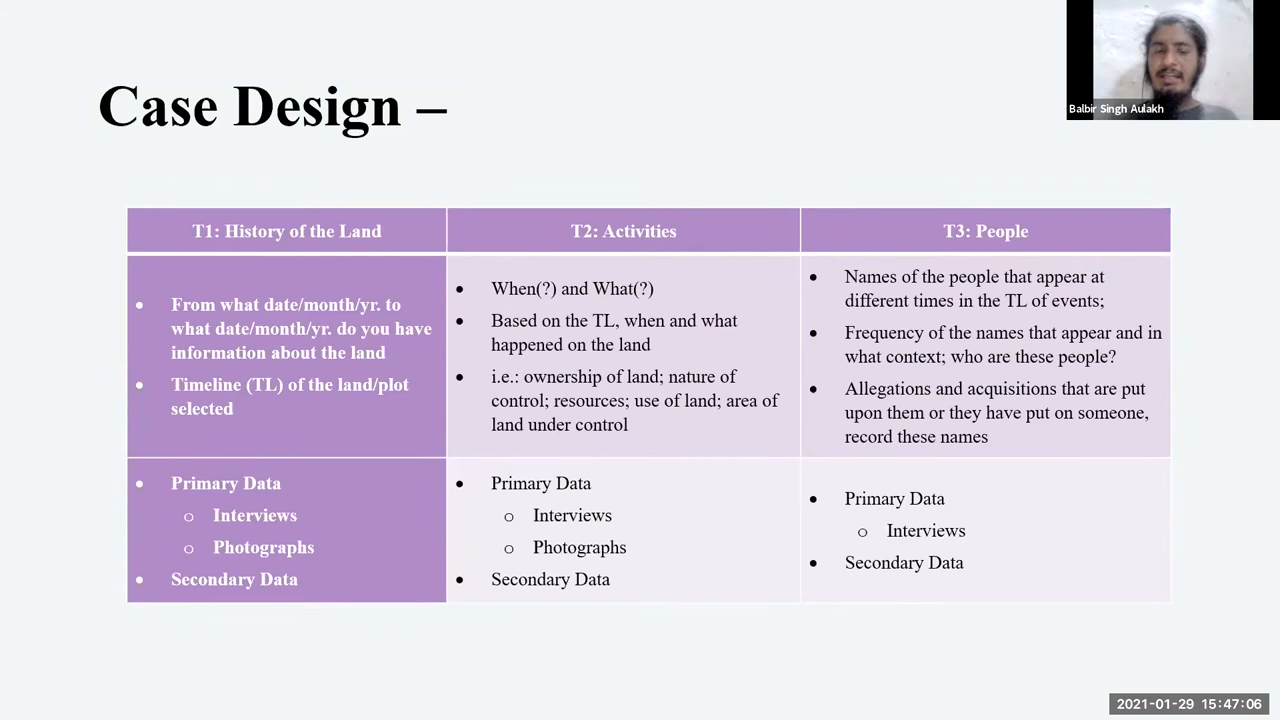 Case Design –
Balbir Singh Aulakh
T1: History of the Land
T2: Activities
T3: People
• From what date/month/yr. to
what date/month/yr. do you have
information about the land
• Timeline (TL) of the land/plot
selected
• When(?) and What(?)
• Based on the TL, when and what
happened on the land
• i.e.: ownership of land; nature of
control; resources; use of land; area of
land under control
• Names of the people that appear at
different times in the TL of events;
• Frequency of the names that appear and in
what context; who are these people?
• Allegations and acquisitions that are put
upon them or they have put on someone,
record these names
• Primary Data
o Interviews
o Photographs
• Secondary Data
• Primary Data
o Interviews
o Photographs
• Secondary Data
• Primary Data
o Interviews
• Secondary Data
2021-01-29 15:47:06